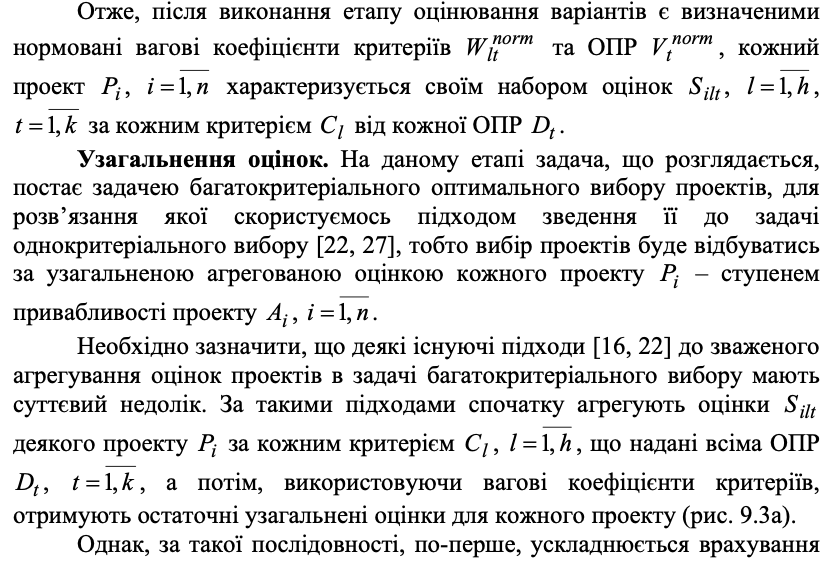 Отже, після виконання етапу оцінювання варіантів є визначеними
нормовані вагові коефіцієнти критеріїв $W_{lt}^{norm}$ та ОПР $V_t^{norm}$, кожний
проект $P_i$, $i=\overline{1,n}$ характеризується своїм набором оцінок $S_{ilt}$, $l=\overline{1,h}$,
$t=\overline{1,k}$ за кожним критерієм $C_l$ від кожної ОПР $D_t$.
Узагальнення оцінок. На даному етапі задача, що розглядається,
постає задачею багатокритеріального оптимального вибору проектів, для
розв’язання якої скористуємось підходом зведення її до задачі
однокритеріального вибору [22, 27], тобто вибір проектів буде відбуватись
за узагальненою агрегованою оцінкою кожного проекту $P_i$ – ступенем
привабливості проекту $A_i$, $i=\overline{1,n}$.
Необхідно зазначити, що деякі існуючі підходи [16, 22] до зваженого
агрегування оцінок проектів в задачі багатокритеріального вибору мають
суттєвий недолік. За такими підходами спочатку агрегують оцінки $S_{ilt}$
деякого проекту $P_i$ за кожним критерієм $C_l$, $l=\overline{1,h}$, що надані всіма ОПР
$D_t$, $t=\overline{1,k}$, а потім, використовуючи вагові коефіцієнти критеріїв,
отримують остаточні узагальнені оцінки для кожного проекту (рис. 9.3а).
Однак, за такої послідовності, по-перше, ускладнюється врахування